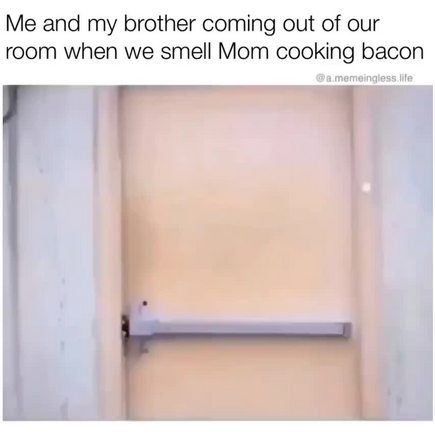 Me and my brother coming out of our
room when we smell Mom cooking bacon
@a.memeingless.life